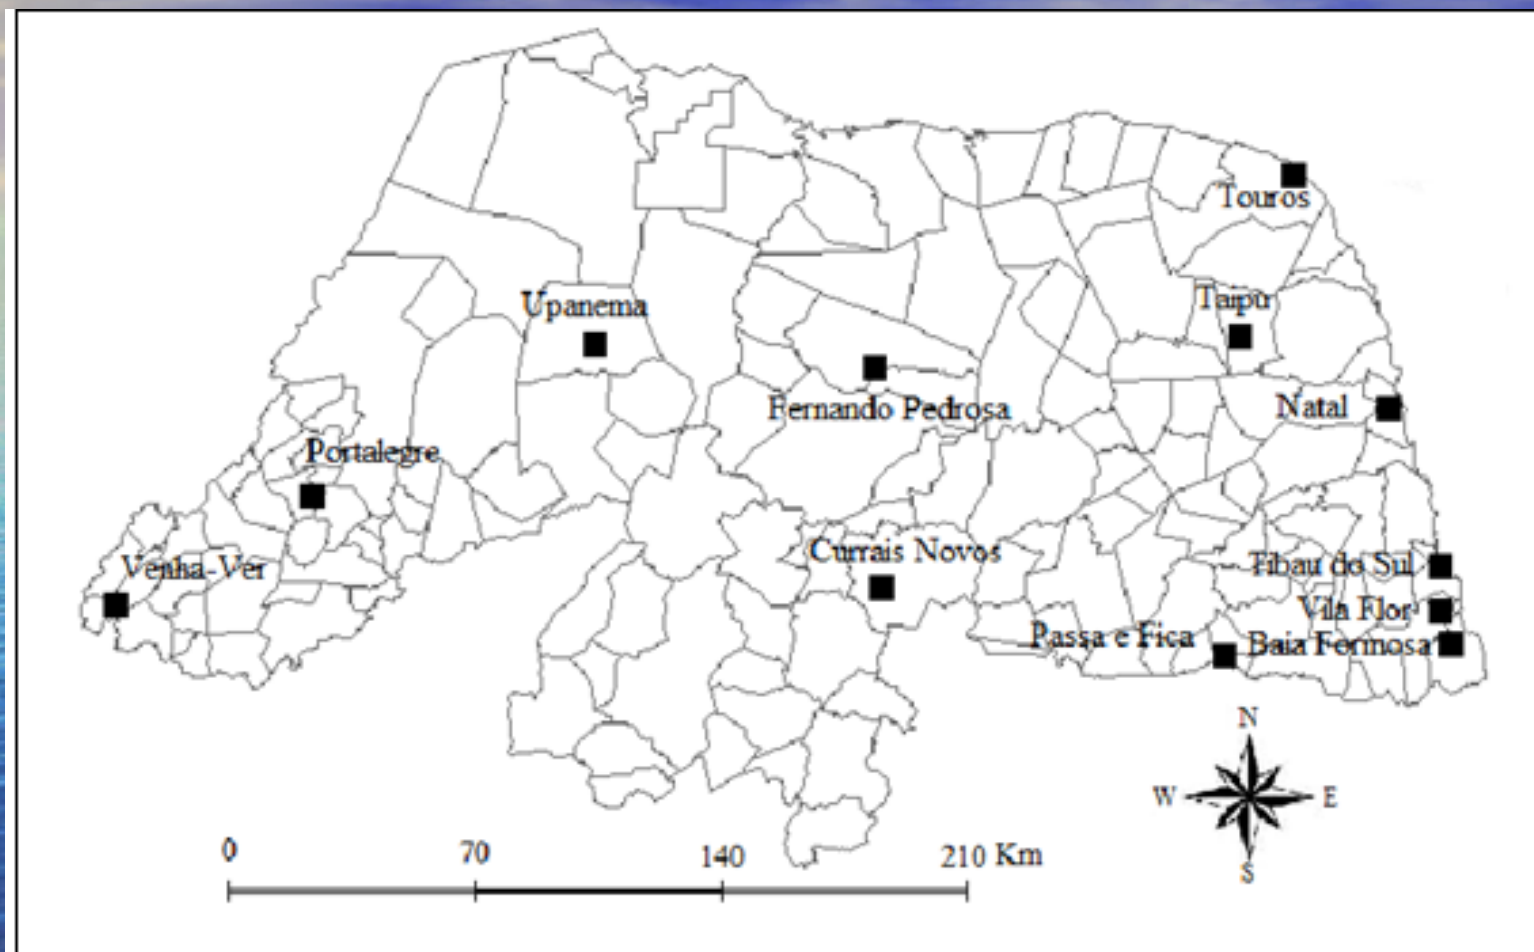 Touros
Upanema
Taipu
Fernando Pedrosa
Natal
Portalegre
Currais Novos
Venha-Ver
Tibau do Sul
Vila Flor
Passa e Fica
Baia Formosa
N
W
E
S
0
70
140
210 Km